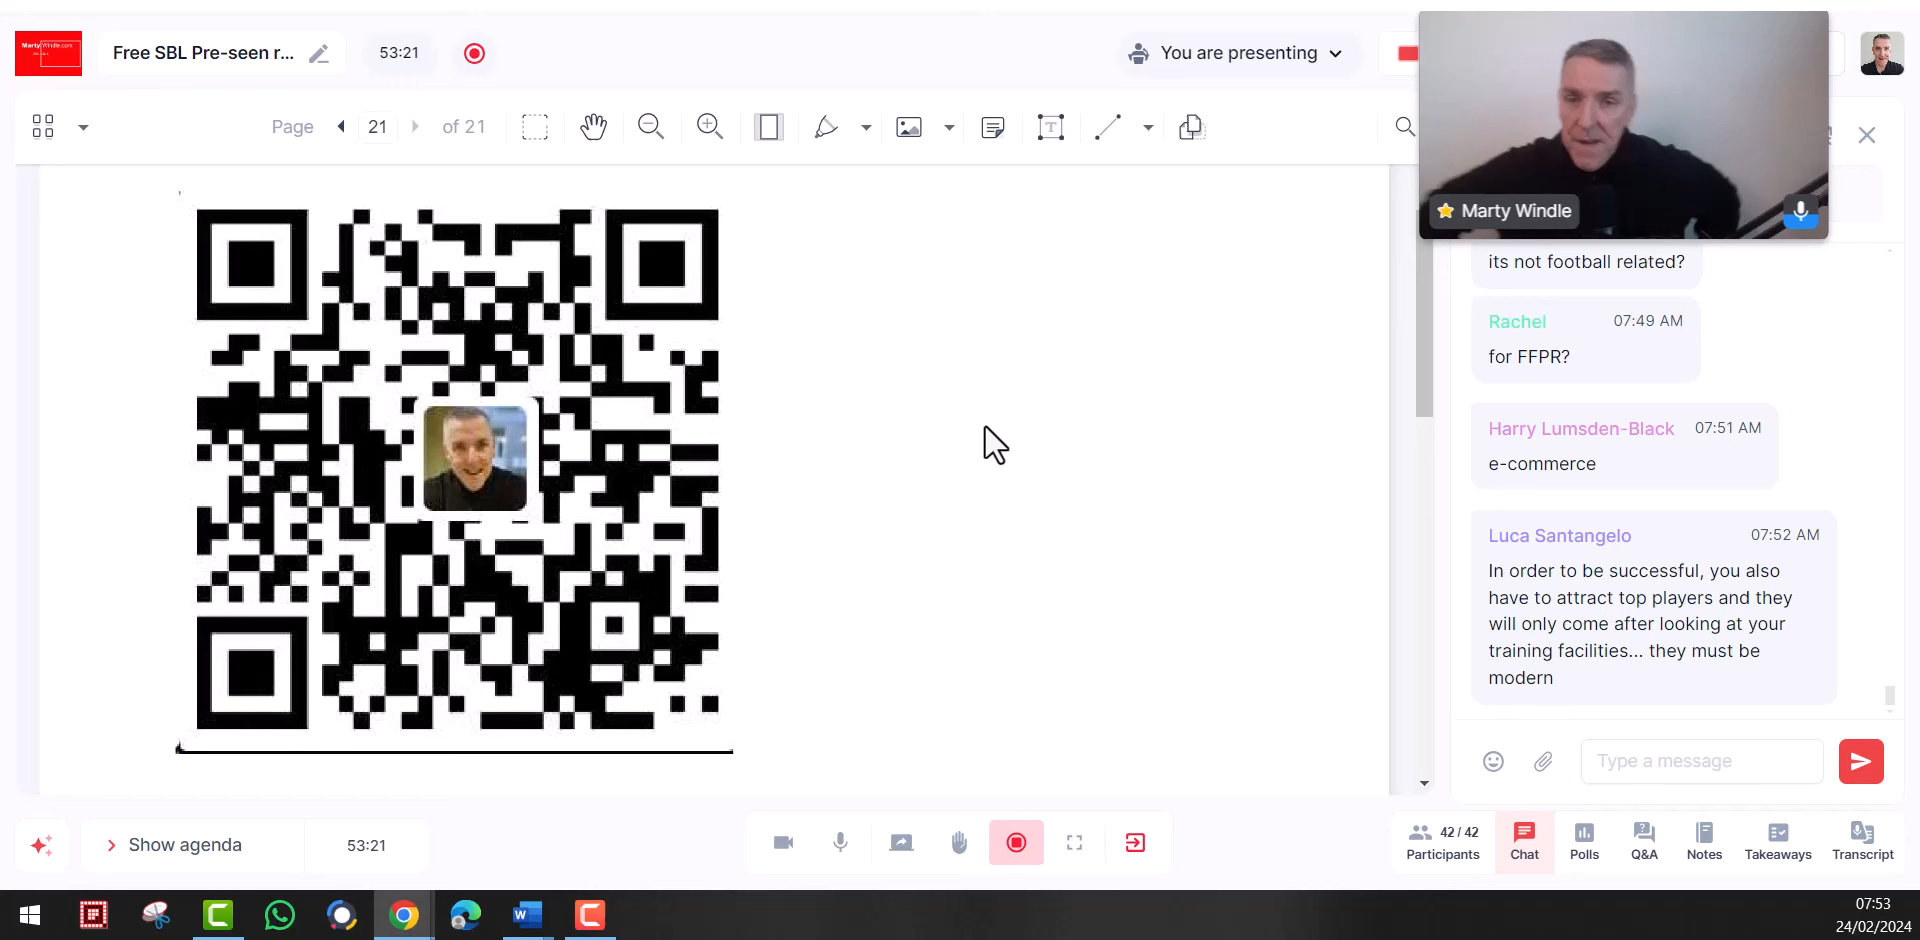 MartyWindle.com
Free SBL Pre-seen r...
53:21
You are presenting
Page
21
of 21
Marty Windle
its not football related?
Rachel
07:49 AM
for FFPR?
Harry Lumsden-Black
07:51 AM
e-commerce
Luca Santangelo
07:52 AM
In order to be successful, you also
have to attract top players and they
will only come after looking at your
training facilities... they must be
modern
Type a message
Show agenda
53:21
42/42
Participants
Chat
Polls
Q&A
Notes
Takeaways
Transcript
07:53
24/02/2024